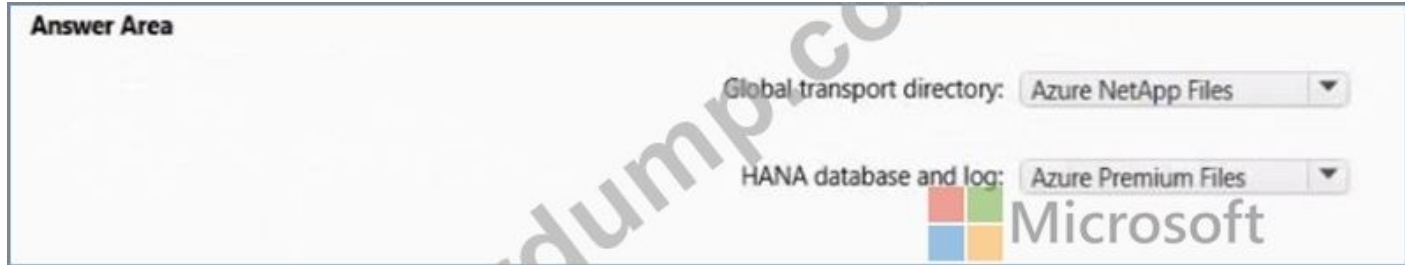 Answer Area
Global transport directory: Azure NetApp Files
HANA database and log: Azure Premium Files
Microsoft